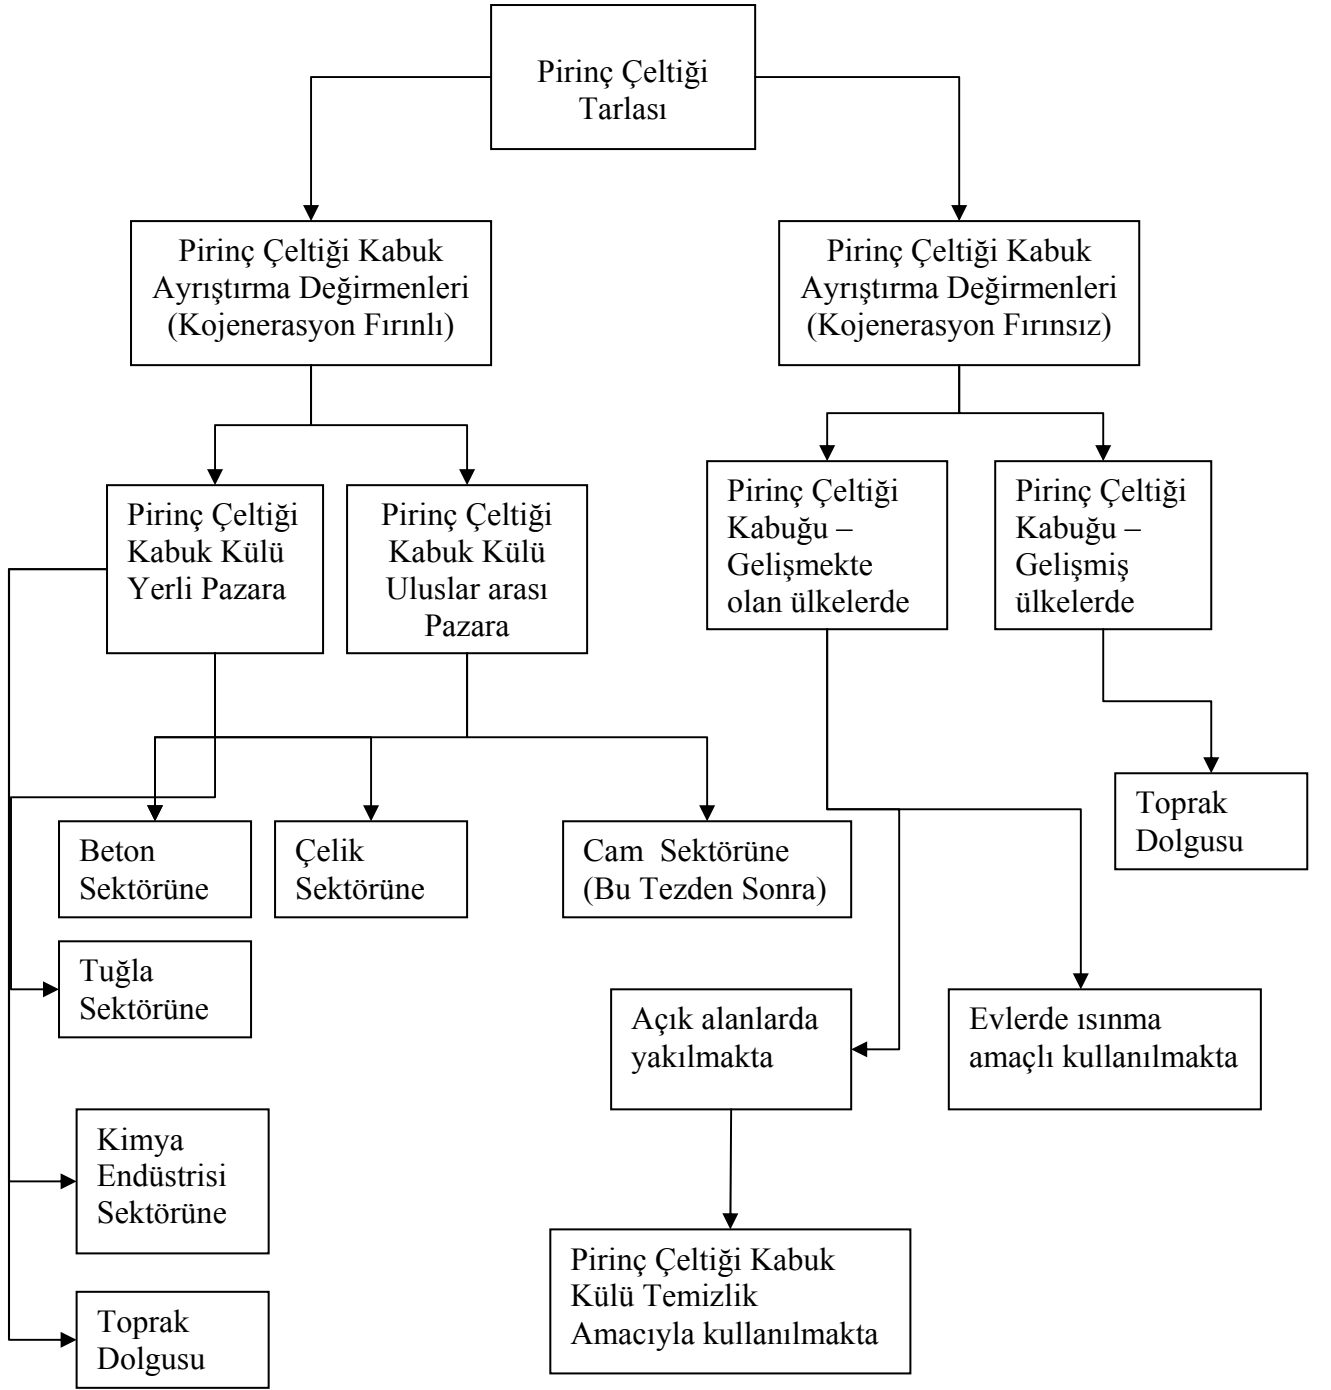 Pirinç Çeltiği
Tarlası
Pirinç Çeltiği Kabuk
Ayrıştırma Değirmenleri
(Kojenerasyon Fırınlı)
Pirinç Çeltiği Kabuk
Ayrıştırma Değirmenleri
(Kojenerasyon Fırınsız)
Pirinç Çeltiği
Kabuk Külü
Yerli Pazara
Pirinç Çeltiği
Kabuk Külü
Uluslar arası
Pazara
Pirinç Çeltiği
Kabuğu –
Gelişmekte
olan ülkelerde
Pirinç Çeltiği
Kabuğu –
Gelişmiş
ülkelerde
Toprak
Dolgusu
Beton
Sektörüne
Çelik
Sektörüne
Cam  Sektörüne
(Bu Tezden Sonra)
Tuğla
Sektörüne
Açık alanlarda
yakılmakta
Evlerde ısınma
amaçlı kullanılmakta
Kimya
Endüstrisi
Sektörüne
Pirinç Çeltiği Kabuk
Külü Temizlik
Amacıyla kullanılmakta
Toprak
Dolgusu